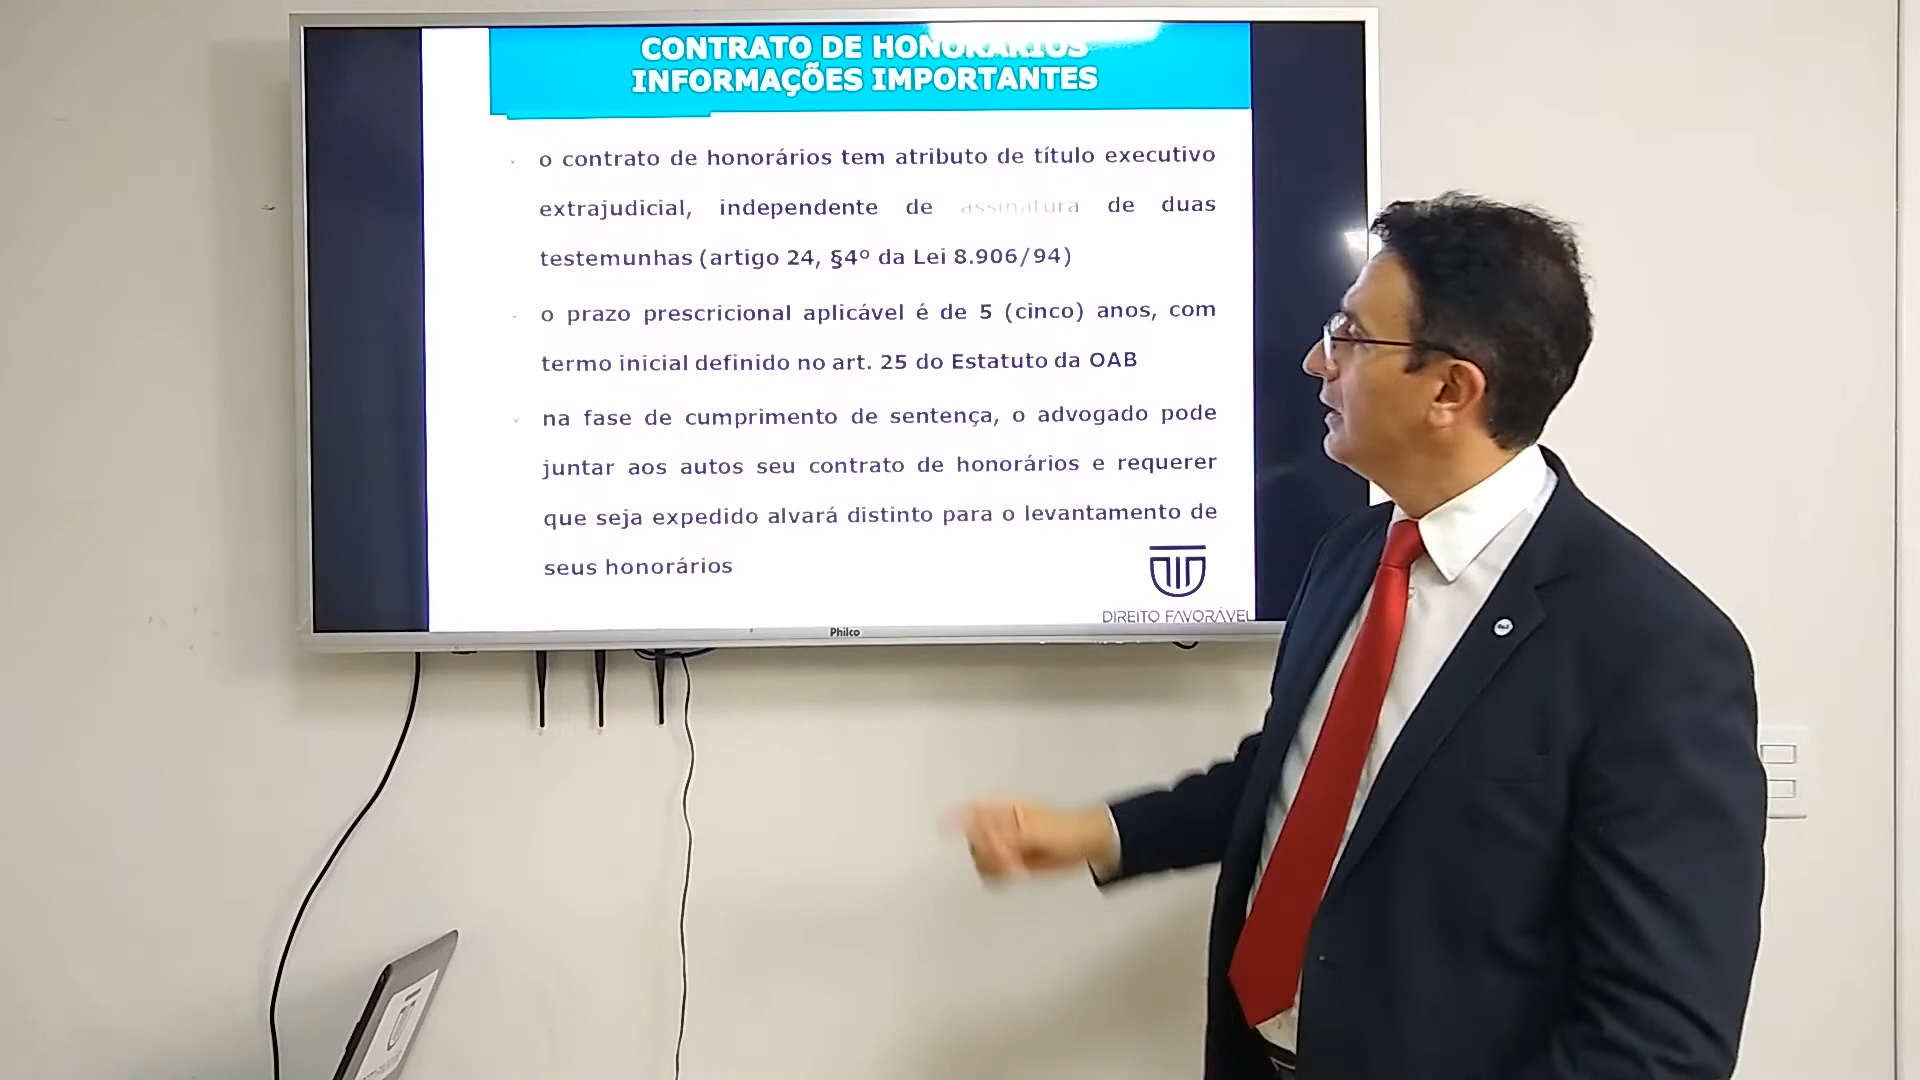 CONTRATO DE HONORÁRIOS
INFORMAÇÕES IMPORTANTES
o contrato de honorários tem atributo de título executivo
extrajudicial, independente de assinatura de duas
testemunhas (artigo 24, §4º da Lei 8.906/94)
o prazo prescricional aplicável é de 5 (cinco) anos, com
termo inicial definido no art. 25 do Estatuto da OAB
na fase de cumprimento de sentença, o advogado pode
juntar aos autos seu contrato de honorários e requerer
que seja expedido alvará distinto para o levantamento de
seus honorários
DIREITO FAVORÁVEL
Philco